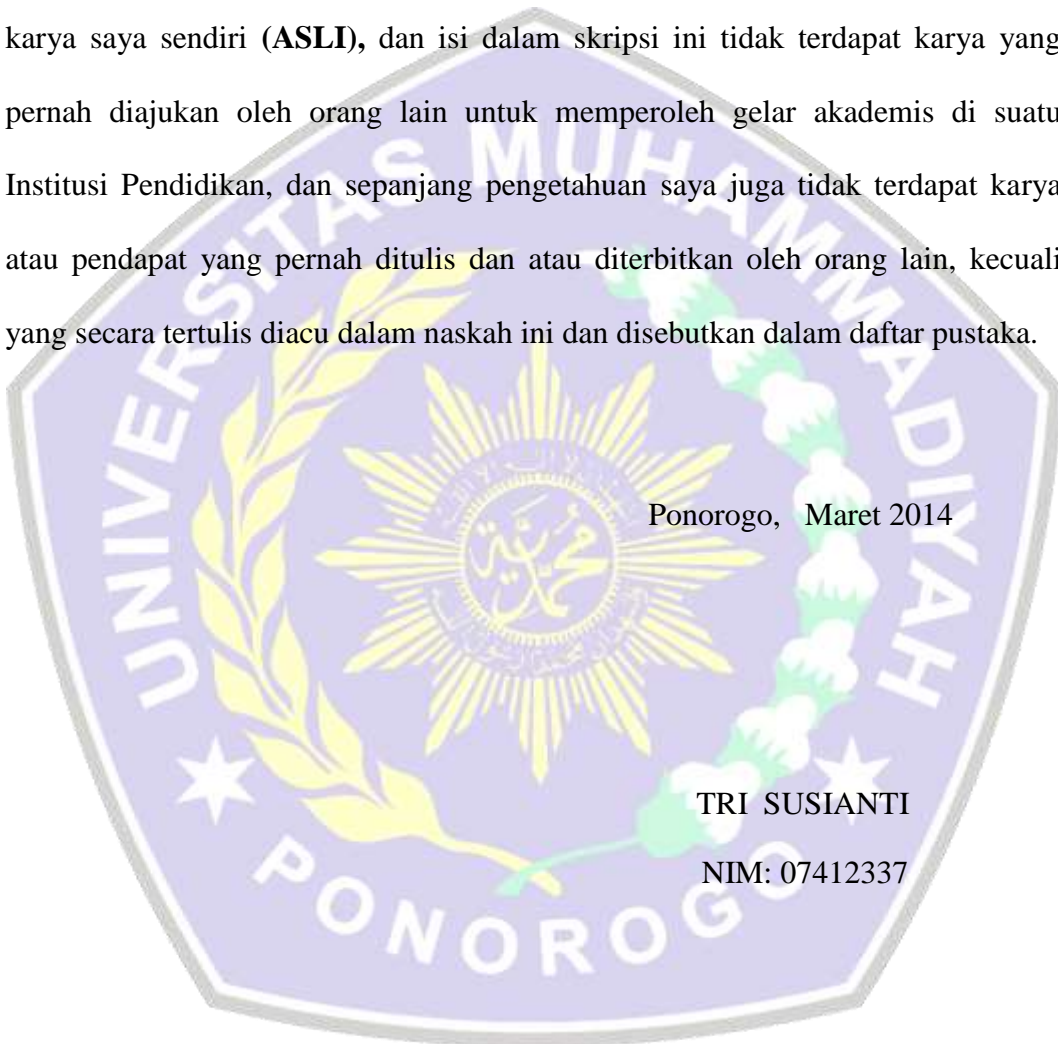 karya saya sendiri (ASLI), dan isi dalam skripsi ini tidak terdapat karya yang
pernah diajukan oleh orang lain untuk memperoleh gelar akademis di suatu
Institusi Pendidikan, dan sepanjang pengetahuan saya juga tidak terdapat karya
atau pendapat yang pernah ditulis dan atau diterbitkan oleh orang lain, kecuali
yang secara tertulis diacu dalam naskah ini dan disebutkan dalam daftar pustaka.
Ponorogo, Maret 2014
TRI SUSIANTI
NIM: 07412337
UNIVERSITAS MUHAMMADIYAH
PONOROGO